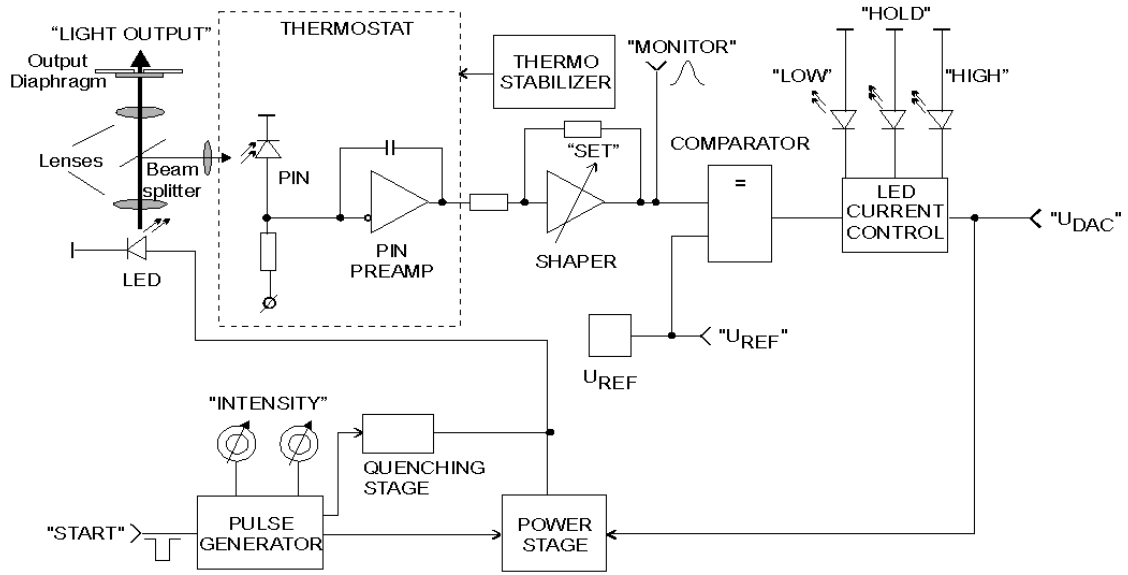 "LIGHT OUTPUT"
Output
Diaphragm
Lenses
Beam
splitter
LED
THERMOSTAT
PIN
PIN
PREAMP
THERMO
STABILIZER
"SET"
SHAPER
"MONITOR"
COMPARATOR
=
"HOLD"
"LOW"
"HIGH"
LED
CURRENT
CONTROL
"UDAC"
"UREF"
UREF
"INTENSITY"
QUENCHING
STAGE
"START"
PULSE
GENERATOR
POWER
STAGE